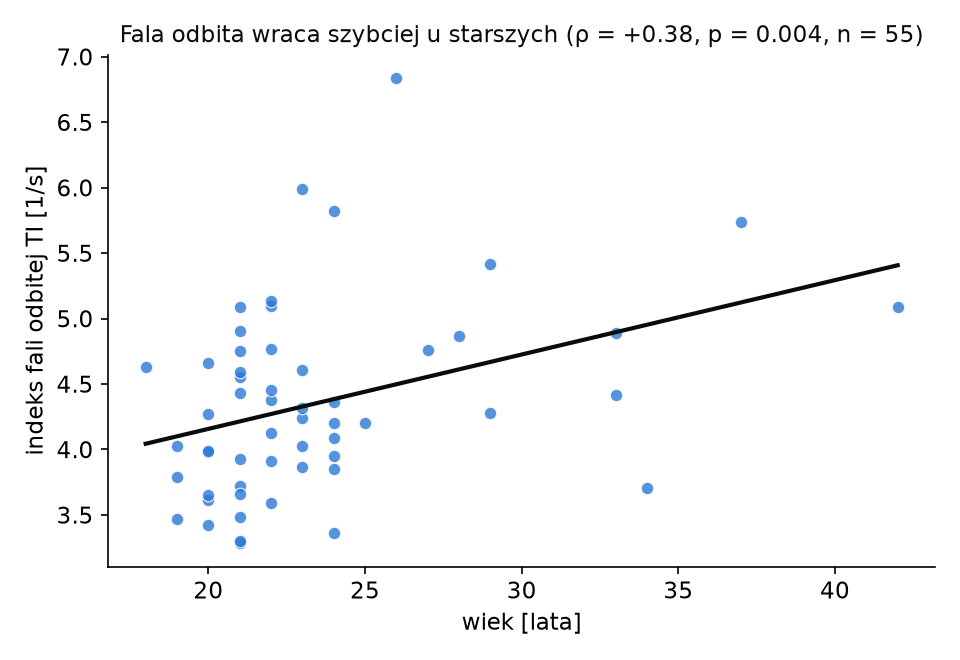 Fala odbita wraca szybciej u starszych (ρ = +0.38, p = 0.004, n = 55)
7.0
6.5
6.0
5.5
5.0
4.5
4.0
3.5
indeks fali odbitej TI [1/s]
20 25 30 35 40
wiek [lata]